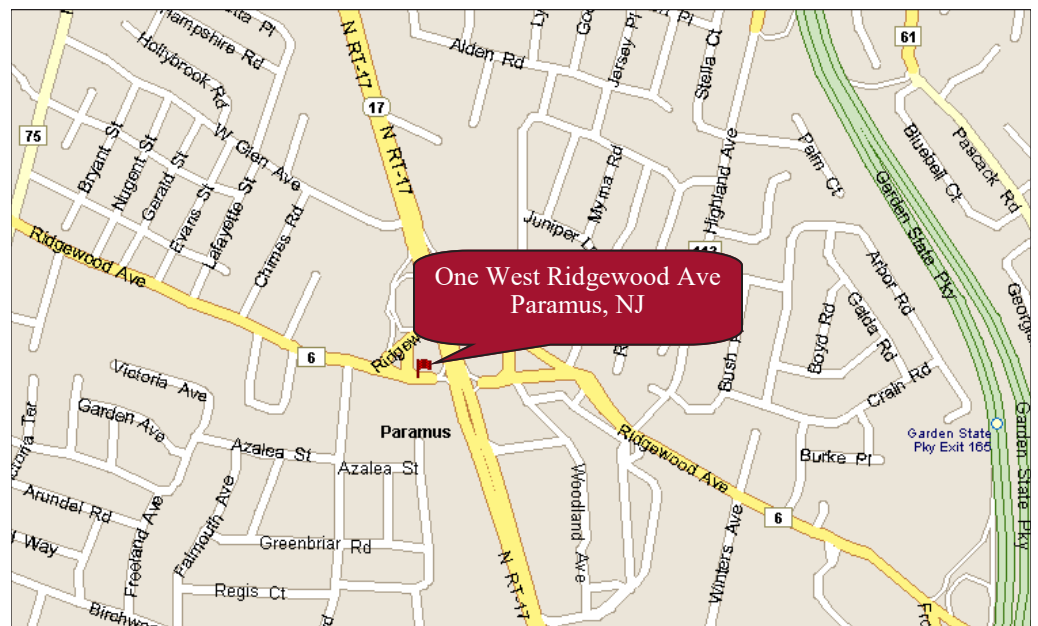 Hampshire Rd
Hollybrook Rd
N RT-17
Alden Rd
Jersey Pl
Stella Ct
61
17
75
N RT-17
Bryant St
Nugent St
Gerald St
Evans St
Lafayette St
W Glen Ave
Chimes Rd
Myrna Rd
Highland Ave
Palm Ct
Bluebell Ct
Pascack Rd
Garden State Pky
Juniper
Ridgewood Ave
One West Ridgewood Ave
Paramus, NJ
Arbor Rd
Galda Rd
Boyd Rd
Crain Rd
6
Victoria Ave
Garden Ave
Paramus
Azalea St
Azalea St
Ridgewood Ave
Garden State
Pky Exit 165
Garden State Pky
Burke Pl
Arundel Rd
Way
Freeland Ave
Palmouth Ave
Woodland Ave
Winters Ave
6
Greenbriar Rd
Regis Ct
N RT-17